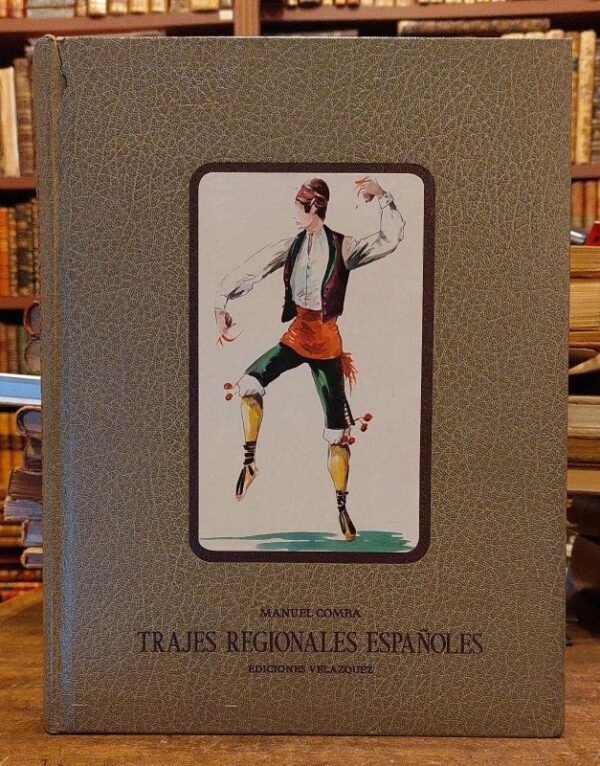 MANUEL COMBA
TRAJES REGIONALES ESPAÑOLES
EDICIONES VELAZQUEZ